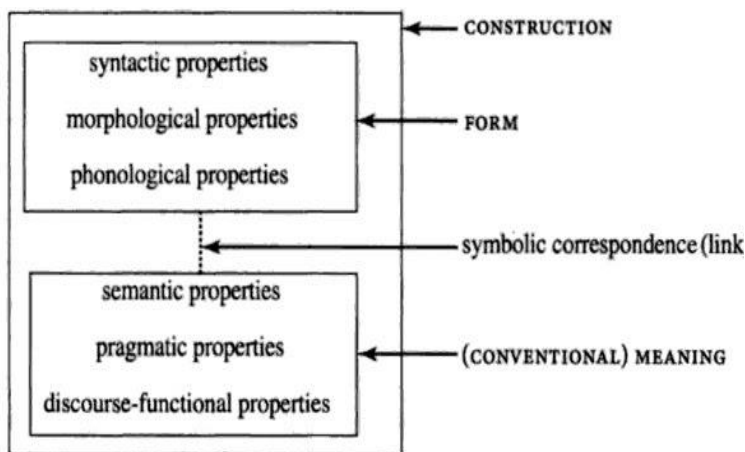 CONSTRUCTION
syntactic properties
morphological properties
FORM
phonological properties
symbolic correspondence (link
semantic properties
pragmatic properties
(CONVENTIONAL) MEANING
discourse-functional properties